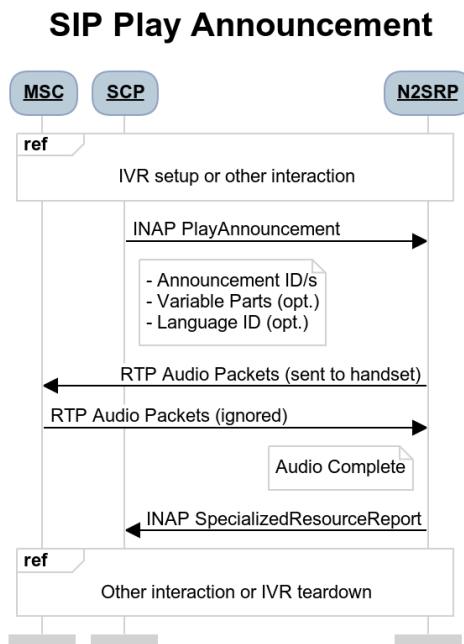 SIP Play Announcement
MSC
SCP
N2SRP
ref
IVR setup or other interaction
INAP PlayAnnouncement
- Announcement ID/s
- Variable Parts (opt.)
- Language ID (opt.)
RTP Audio Packets (sent to handset)
RTP Audio Packets (ignored)
Audio Complete
INAP SpecializedResourceReport
ref
Other interaction or IVR teardown